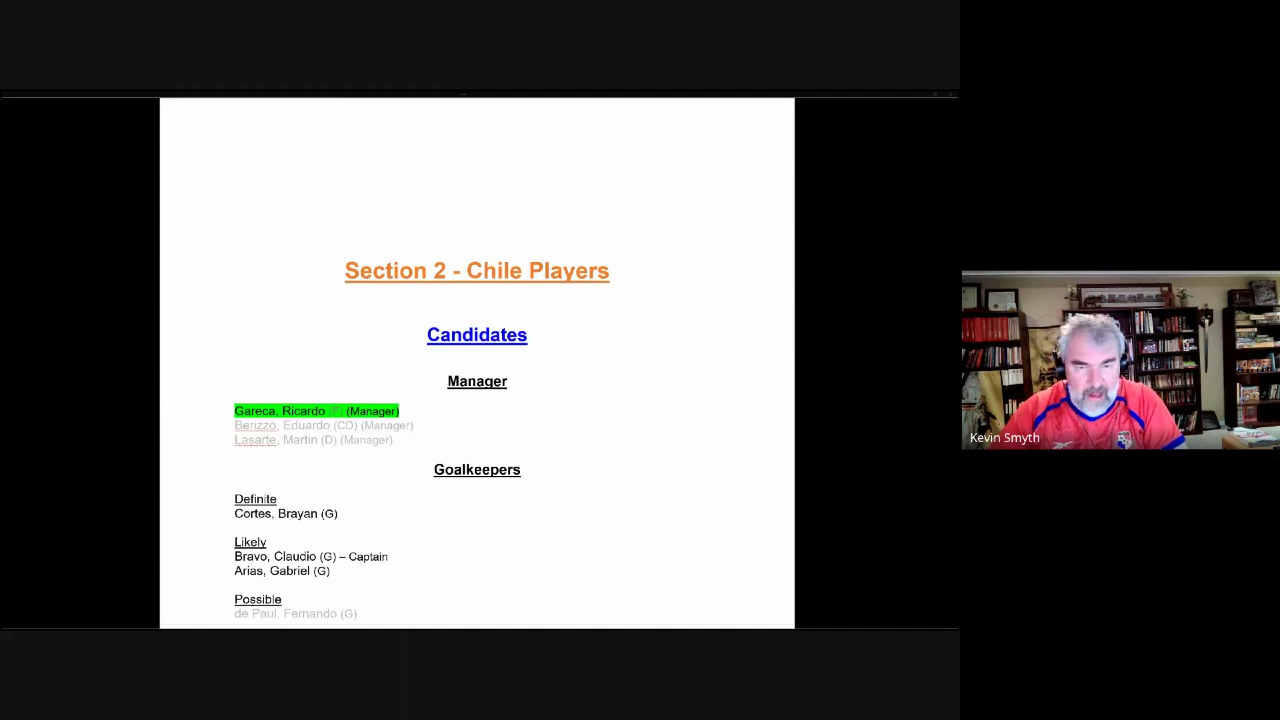 Section 2 - Chile Players
Candidates
Manager
Gareca, Ricardo (F) (Manager)
Berizzo, Eduardo (CD) (Manager)
Lasarte, Martin (D) (Manager)
Goalkeepers
Definite
Cortes, Brayan (G)
Likely
Bravo, Claudio (G) – Captain
Arias, Gabriel (G)
Possible
de Paul, Fernando (G)
Kevin Smyth